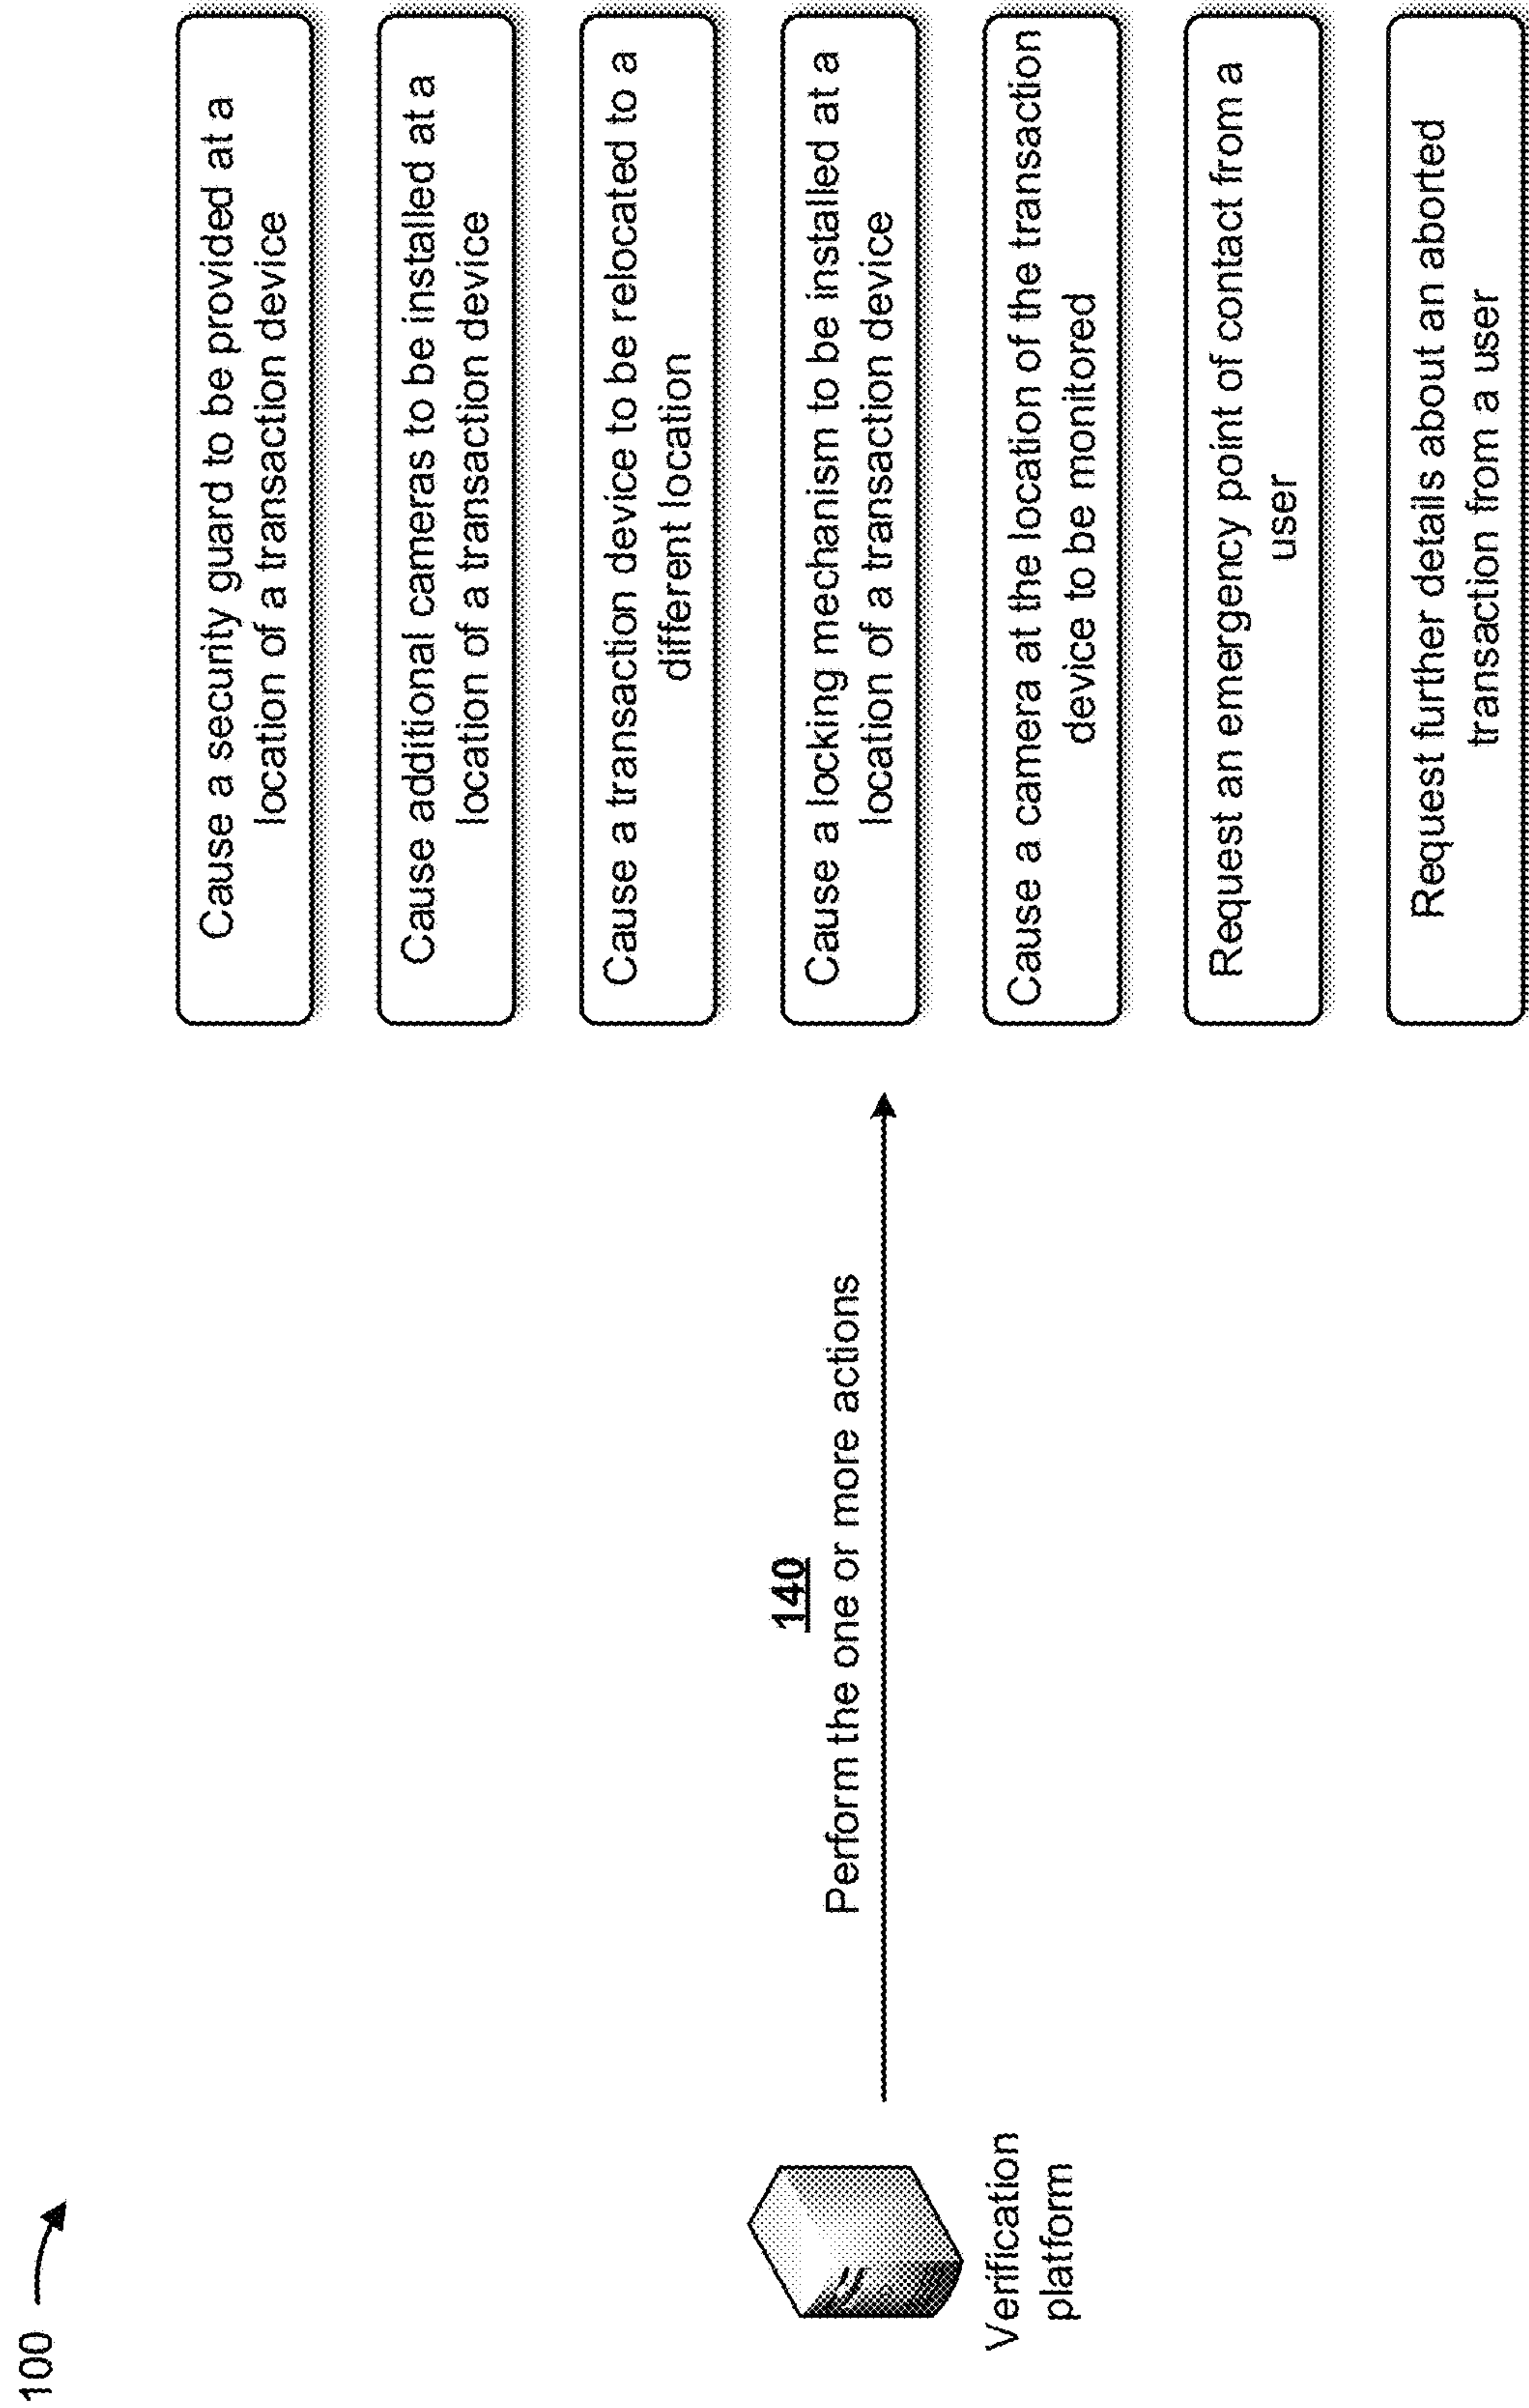 100
Verification
platform
140
Perform the one or more actions
Cause a security guard to be provided at a
location of a transaction device
Cause additional cameras to be installed at a
location of a transaction device
Cause a transaction device to be relocated to a
different location
Cause a locking mechanism to be installed at a
location of a transaction device
Cause a camera at the location of the transaction
device to be monitored
Request an emergency point of contact from a
user
Request further details about an aborted
transaction from a user